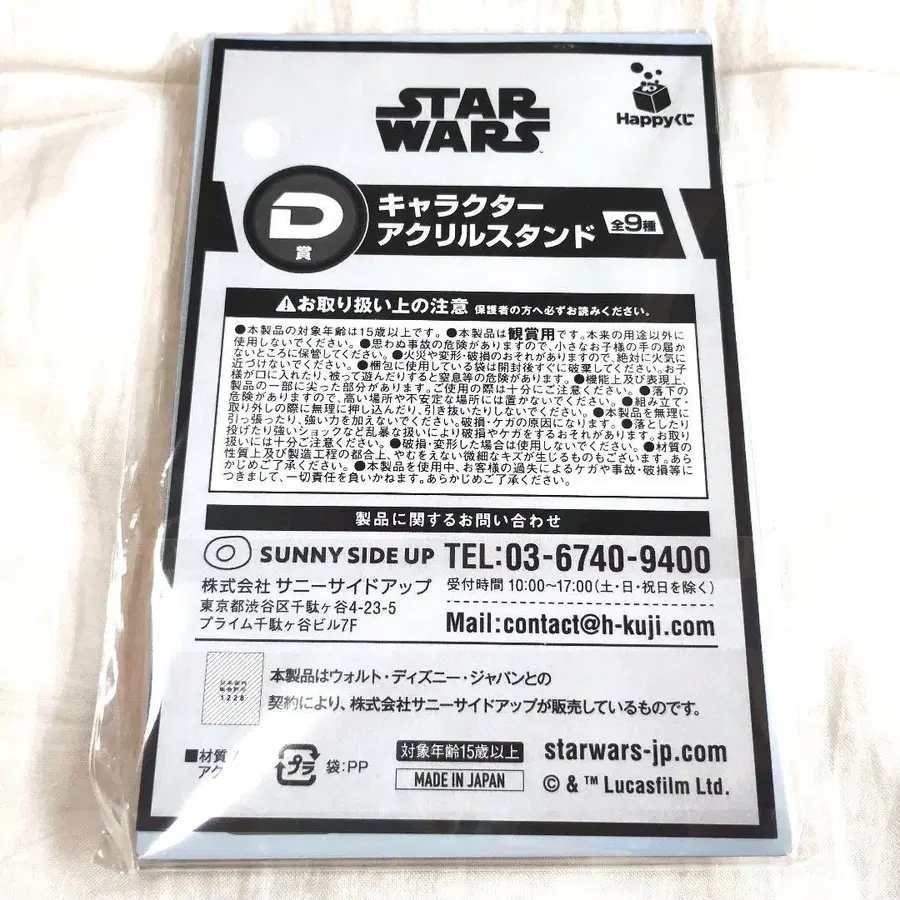 STAR
WARS
Happyくじ
D賞
キャラクター
アクリルスタンド 全9種
⚠お取り扱い上の注意 保護者の方へ必ずお読みください。
●本製品の対象年齢は15歳以上です。●本製品は観賞用です。本来の用途以外に
使用しないでください。●思わぬ事故の危険がありますので、小さなお子様の手の届か
ないところに保管してください。●火災や変形・破損のおそれがありますので、絶対に火気に
近づけないでください。●梱包に使用している袋は開封後すぐに破棄してください。お子
様が口に入れたり、被って遊んだりすると窒息等の危険があります。●機能上及び表現上、
製品の一部に尖った部分があります。ご使用の際は十分にご注意ください。●落下の
危険がありますので、高い場所や不安定な場所には置かないでください。●組み立て・
取り外しの際に無理に押し込んだり、引き抜いたりしないでください。●本製品を無理に
引っ張ったり、強い力を加えないでください。破損・ケガの原因になります。●落としたり
投げたり強いショックなど乱暴な扱いにより破損やケガをするおそれがあります。お取り
扱いには十分ご注意ください。●破損・変形した場合は使用しないでください。●材質の
性質上及び製造工程の都合上、やむをえない微細なキズが生じるものもございます。あら
かじめご了承ください。●本製品を使用中、お客様の過失によるケガや事故・破損等に
つきまして、一切責任を負いかねます。あらかじめご了承ください。
製品に関するお問い合わせ
SUNNY SIDE UP TEL:03-6740-9400
株式会社 サニーサイドアップ 受付時間 10:00〜17:00(土・日・祝日を除く)
東京都渋谷区千駄ヶ谷4-23-5
プライム千駄ヶ谷ビル7F
Mail:contact@h-kuji.com
1228
本製品はウォルト・ディズニー・ジャパンとの
契約により、株式会社サニーサイドアップが販売しているものです。
■材質
アク
プラ 袋:PP
対象年齢15歳以上
MADE IN JAPAN
starwars-jp.com
© & ™ Lucasfilm Ltd.